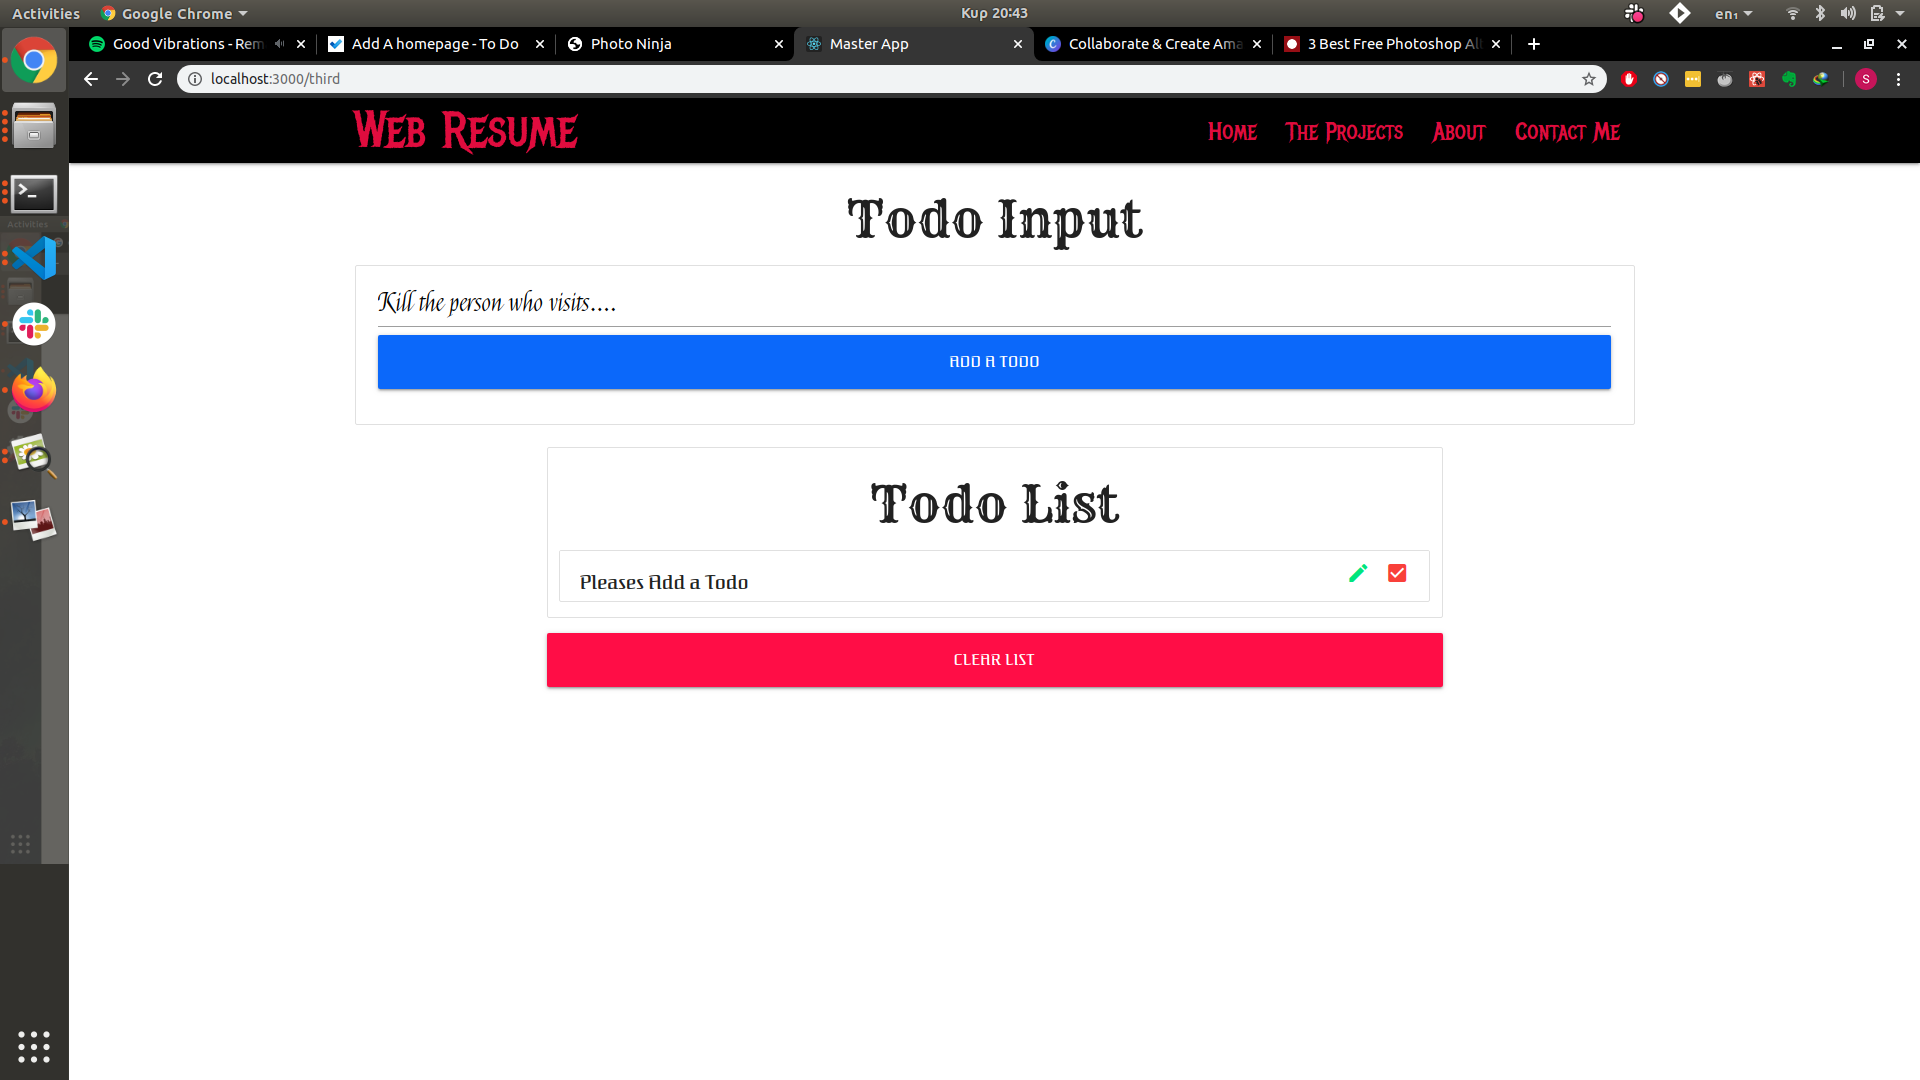 Activities Google Chrome Kyp 20:43 en₁
Good Vibrations - Rem Add A homepage - To Do Photo Ninja Master App Collaborate & Create Ama 3 Best Free Photoshop Al
localhost:3000/third S
Web Resume Home The Projects About Contact Me
Todo Input
Kill the person who visits....
ADD A TODO
Todo List
Pleases Add a Todo
CLEAR LIST